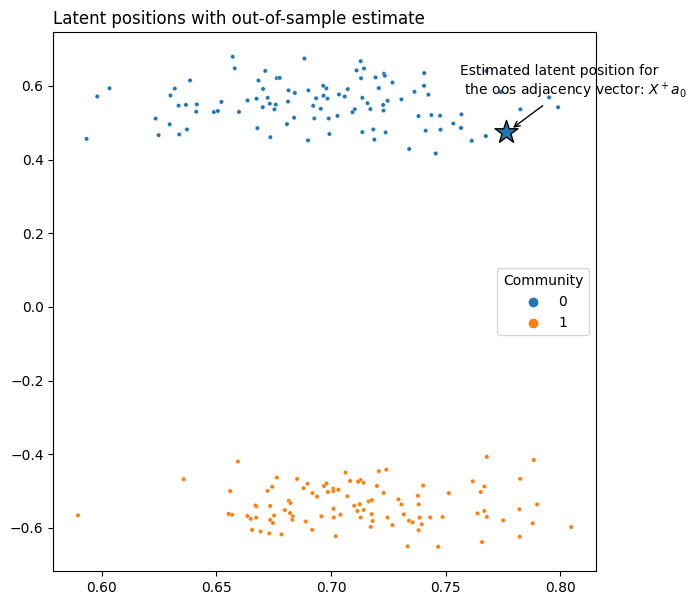 Latent positions with out-of-sample estimate
Estimated latent position for
the oos adjacency vector: X⁺a₀
0.6
0.4
0.2
0.0
−0.2
−0.4
−0.6
Community
0
1
0.60 0.65 0.70 0.75 0.80